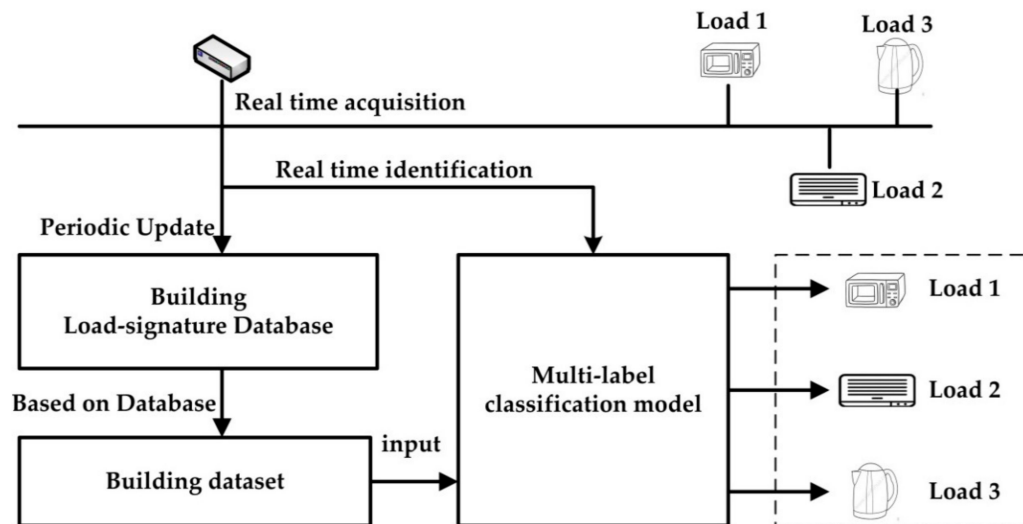 Load 1
Load 3
Real time acquisition
Real time identification
Load 2
Periodic Update
Building
Load-signature Database
Load 1
Based on Database
Multi-label
classification model
Load 2
input
Building dataset
Load 3